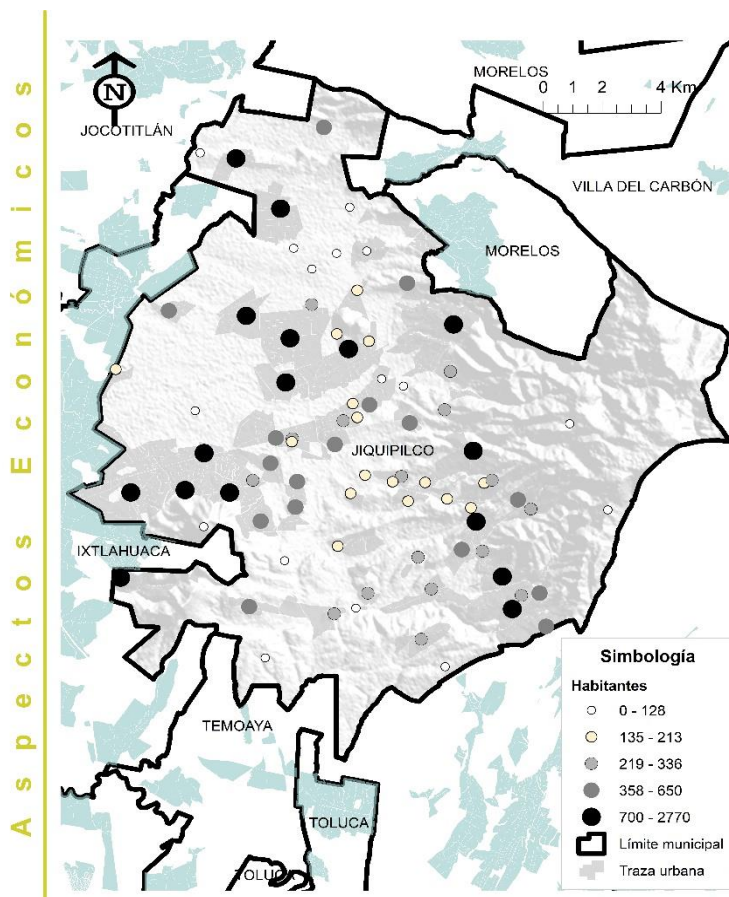 Aspectos Económicos
MORELOS
0 1 2 4 Km
N
JOCOTITLÁN
VILLA DEL CARBÓN
MORELOS
JIQUIPILCO
IXTLAHUACA
TEMOAYA
TOLUCA
TOLUCA
Simbología
Habitantes
0 - 128
135 - 213
219 - 336
358 - 650
700 - 2770
Límite municipal
Traza urbana